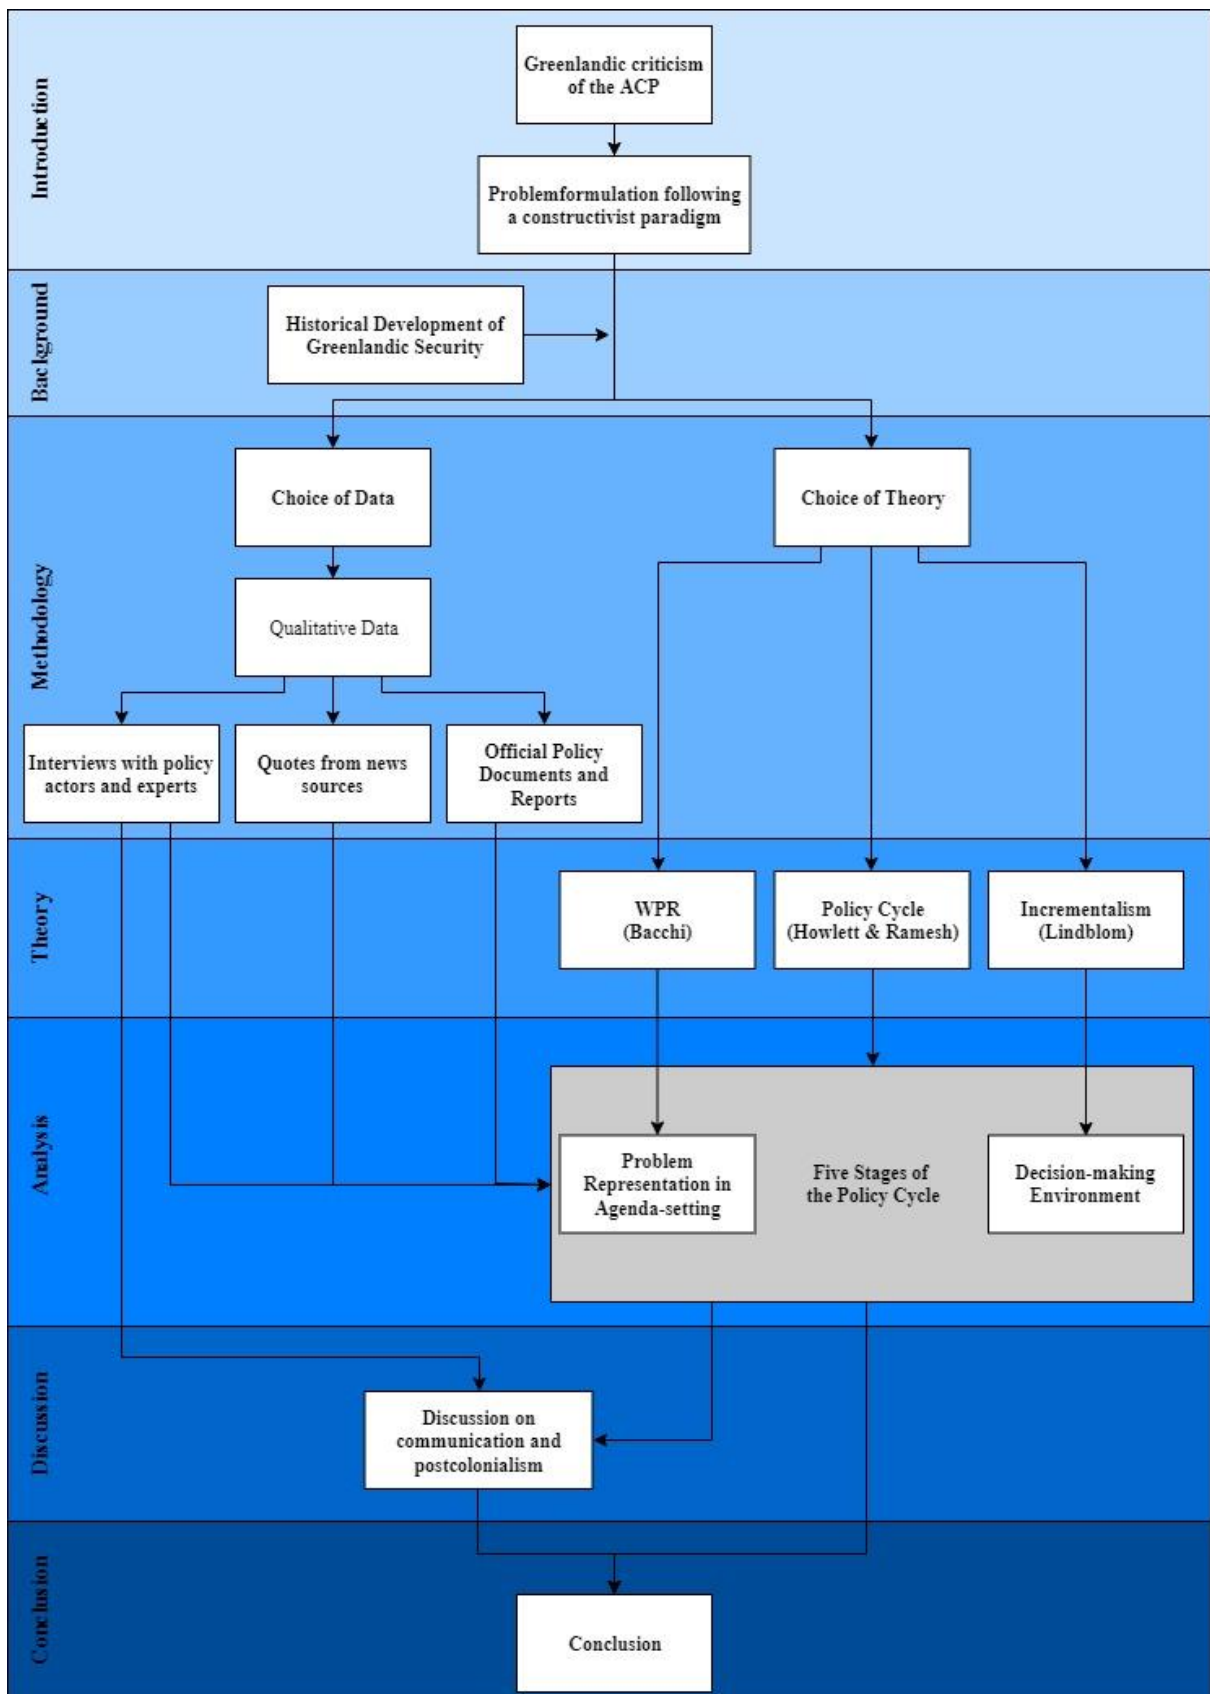 Introduction
Greenlandic criticism
of the ACP
Problemformulation following
a constructivist paradigm
Background
Historical Development of
Greenlandic Security
Methodology
Choice of Data
Choice of Theory
Qualitative Data
Interviews with policy
actors and experts
Quotes from news
sources
Official Policy
Documents and
Reports
Theory
WPR
(Bacchi)
Policy Cycle
(Howlett & Ramesh)
Incrementalism
(Lindblom)
Analysis
Problem
Representation in
Agenda-setting
Five Stages of
the Policy Cycle
Decision-making
Environment
Discussion
Discussion on
communication and
postcolonialism
Conclusion
Conclusion